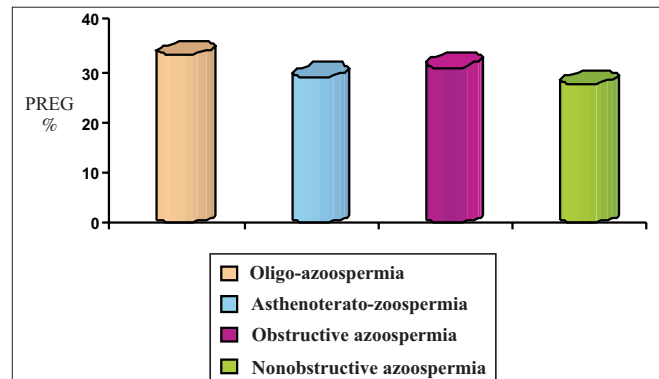 40
30
PREG
%
20
10
0
Oligo-azoospermia
Asthenoterato-zoospermia
Obstructive azoospermia
Nonobstructive azoospermia